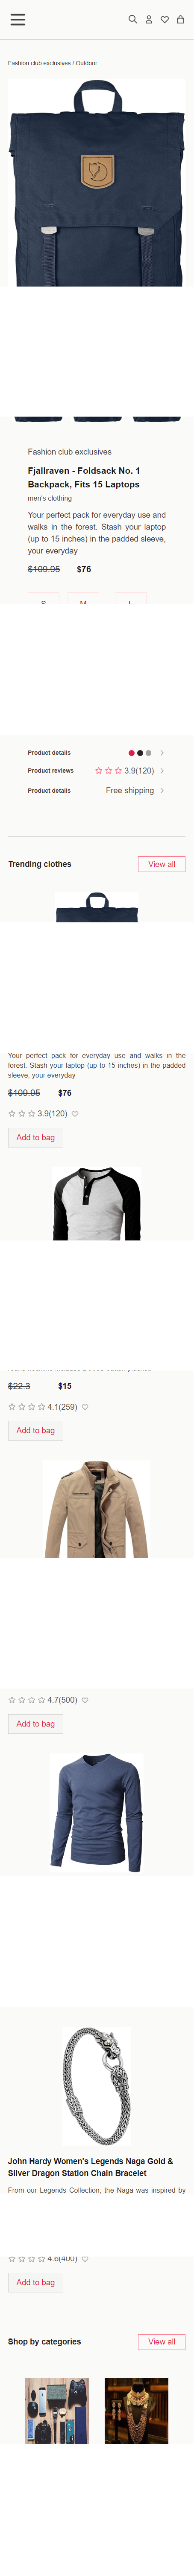 Fashion club exclusives / Outdoor
Fashion club exclusives
Fjallraven - Foldsack No. 1
Backpack, Fits 15 Laptops
men's clothing
Your perfect pack for everyday use and
walks in the forest. Stash your laptop
(up to 15 inches) in the padded sleeve,
your everyday
$109.95 $76
S M L
Product details
Product reviews 3.9(120)
Product details Free shipping
Trending clothes View all
Your perfect pack for everyday use and walks in the
forest. Stash your laptop (up to 15 inches) in the padded
sleeve, your everyday
$109.95 $76
3.9(120)
Add to bag
$22.3 $15
4.1(259)
Add to bag
4.7(500)
Add to bag
John Hardy Women's Legends Naga Gold &
Silver Dragon Station Chain Bracelet
From our Legends Collection, the Naga was inspired by
4.6(400)
Add to bag
Shop by categories View all